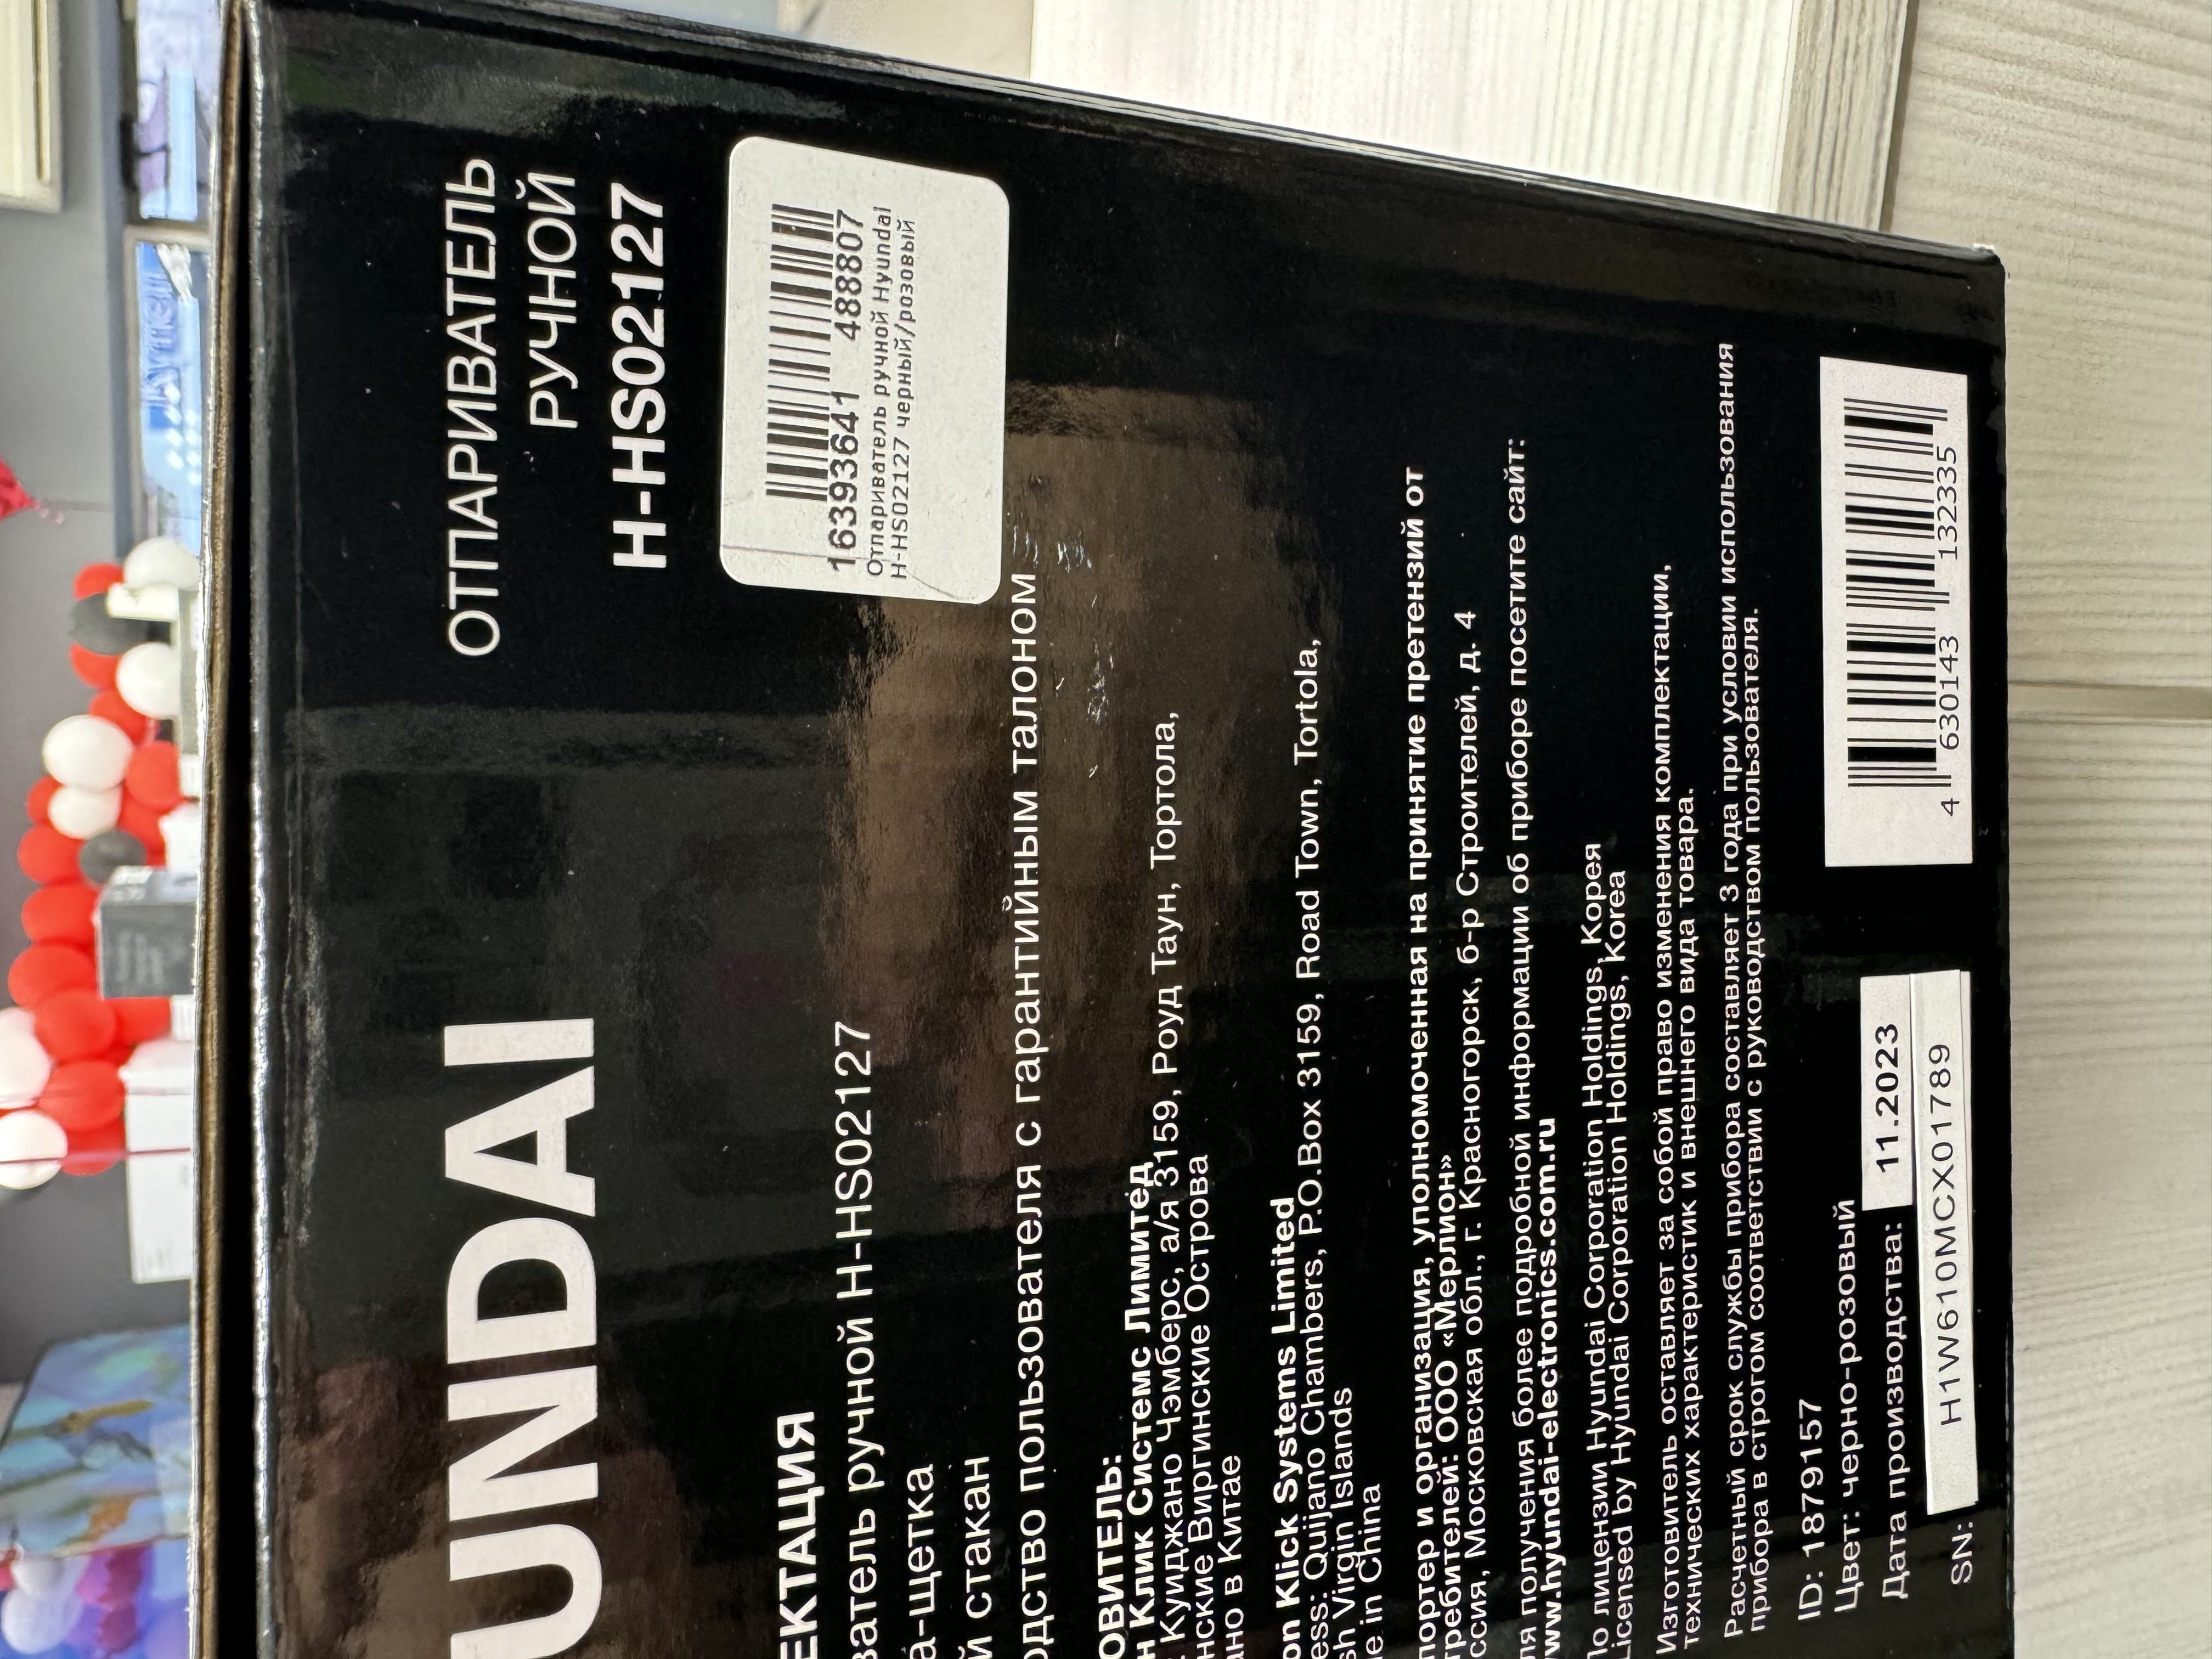 UNDAI
ОТПАРИВАТЕЛЬ
РУЧНОЙ
H-HS02127
16393641 488807
Отпариватель ручной Hyundai
H-HS02127 черный/розовый
ЕКТАЦИЯ
ватель ручной H-HS02127
а-щетка
й стакан
одство пользователя с гарантийным талоном
ОВИТЕЛЬ:
н Клик Системс Лимитед
: Куиджано Чэмберс, а/я 3159, Роуд Таун, Тортола,
нские Виргинские Острова
ано в Китае
on Klick Systems Limited
ess: Quijano Chambers, P.O.Box 3159, Road Town, Tortola,
sh Virgin Islands
e in China
портер и организация, уполномоченная на принятие претензий от
требителей: ООО «Мерлион»
ссия, Московская обл., г. Красногорск, б-р Строителей, д. 4
ля получения более подробной информации об приборе посетите сайт:
ww.hyundai-electronics.com.ru
По лицензии Hyundai Corporation Holdings, Корея
Licensed by Hyundai Corporation Holdings, Korea
Изготовитель оставляет за собой право изменения комплектации,
технических характеристик и внешнего вида товара.
Расчетный срок службы прибора составляет 3 года при условии использования
прибора в строгом соответствии с руководством пользователя.
ID: 1879157
Цвет: черно-розовый
Дата производства: 11.2023
SN: H1W610MCX01789
4 630143 132335